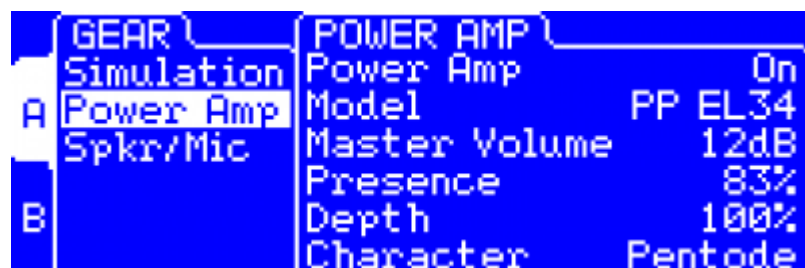 GEAR
Simulation
Power Amp
Spkr/Mic
A
B
POWER AMP
Power Amp On
Model PP EL34
Master Volume 12dB
Presence 83%
Depth 100%
Character Pentode